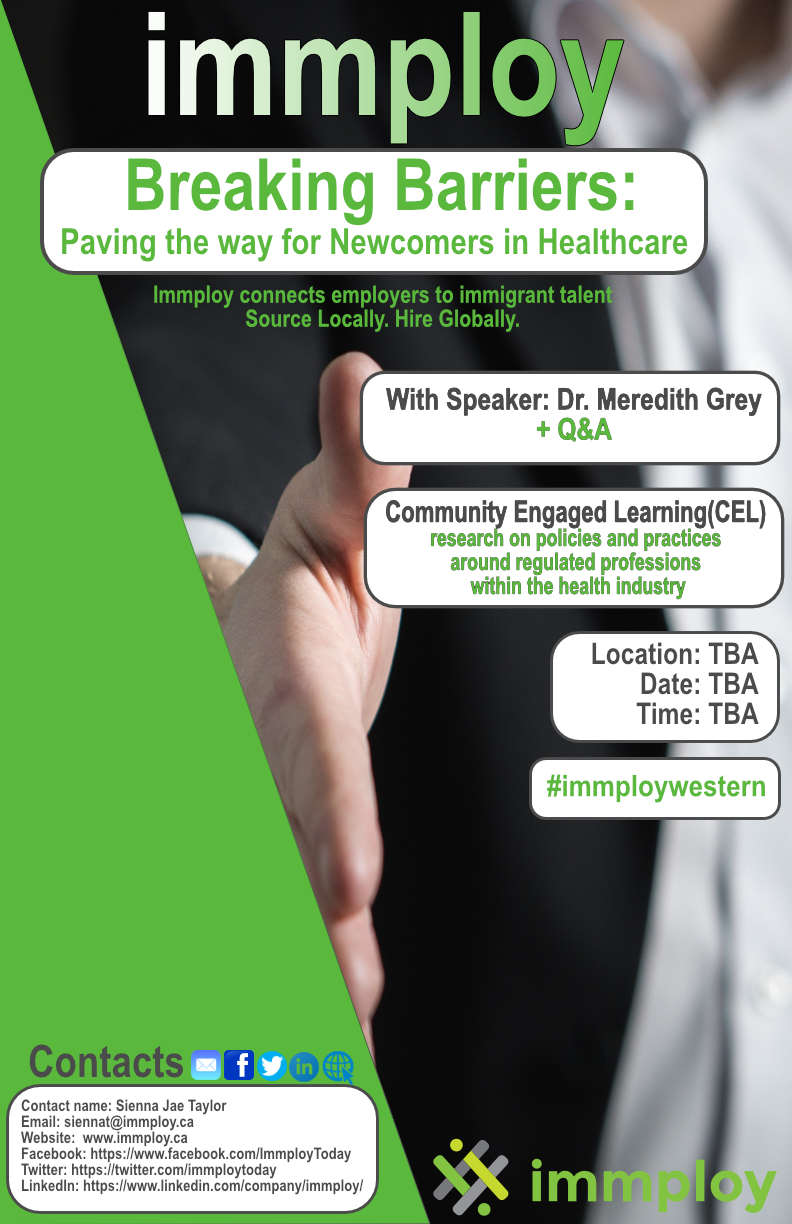 immploy
Breaking Barriers:
Paving the way for Newcomers in Healthcare
Immploy connects employers to immigrant talent
Source Locally. Hire Globally.
With Speaker: Dr. Meredith Grey
+ Q&A
Community Engaged Learning(CEL)
research on policies and practices
around regulated professions
within the health industry
Location: TBA
Date: TBA
Time: TBA
#immploywestern
Contacts
Contact name: Sienna Jae Taylor
Email: siennat@immploy.ca
Website:  www.immploy.ca
Facebook: https://www.facebook.com/ImmployToday
Twitter: https://twitter.com/immploytoday
LinkedIn: https://www.linkedin.com/company/immploy/
immploy